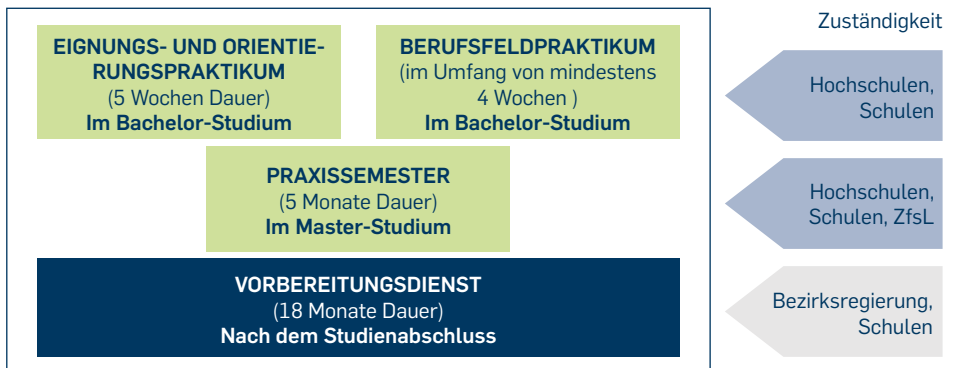 Zuständigkeit
EIGNUNGS- UND ORIENTIE-
RUNGSPRAKTIKUM
(5 Wochen Dauer)
Im Bachelor-Studium
BERUFSFELDPRAKTIKUM
(im Umfang von mindestens
4 Wochen )
Im Bachelor-Studium
Hochschulen,
Schulen
PRAXISSEMESTER
(5 Monate Dauer)
Im Master-Studium
Hochschulen,
Schulen, ZfsL
VORBEREITUNGSDIENST
(18 Monate Dauer)
Nach dem Studienabschluss
Bezirksregierung,
Schulen